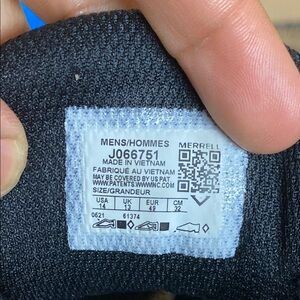 MENS/HOMMES
MERRELL
J066751
MADE IN VIETNAM
FABRIQUÉ AU VIETNAM
MAY BE COVERED BY US PAT
WWW.PATENTS.WWWINC.COM
SIZE/GRANDEUR
USA UK EUR CM
14 13 49 32
0621 61374